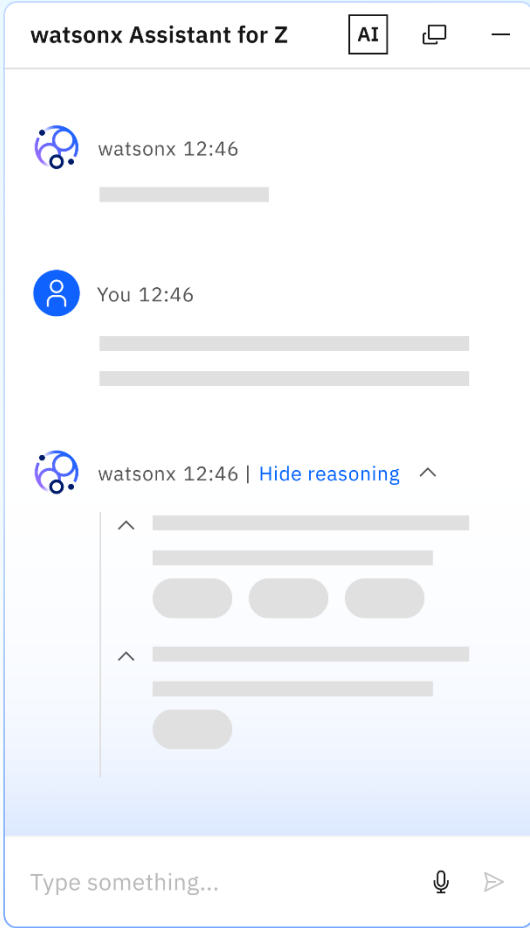 watsonx Assistant for Z AI
watsonx 12:46
You 12:46
watsonx 12:46 | Hide reasoning
Type something...